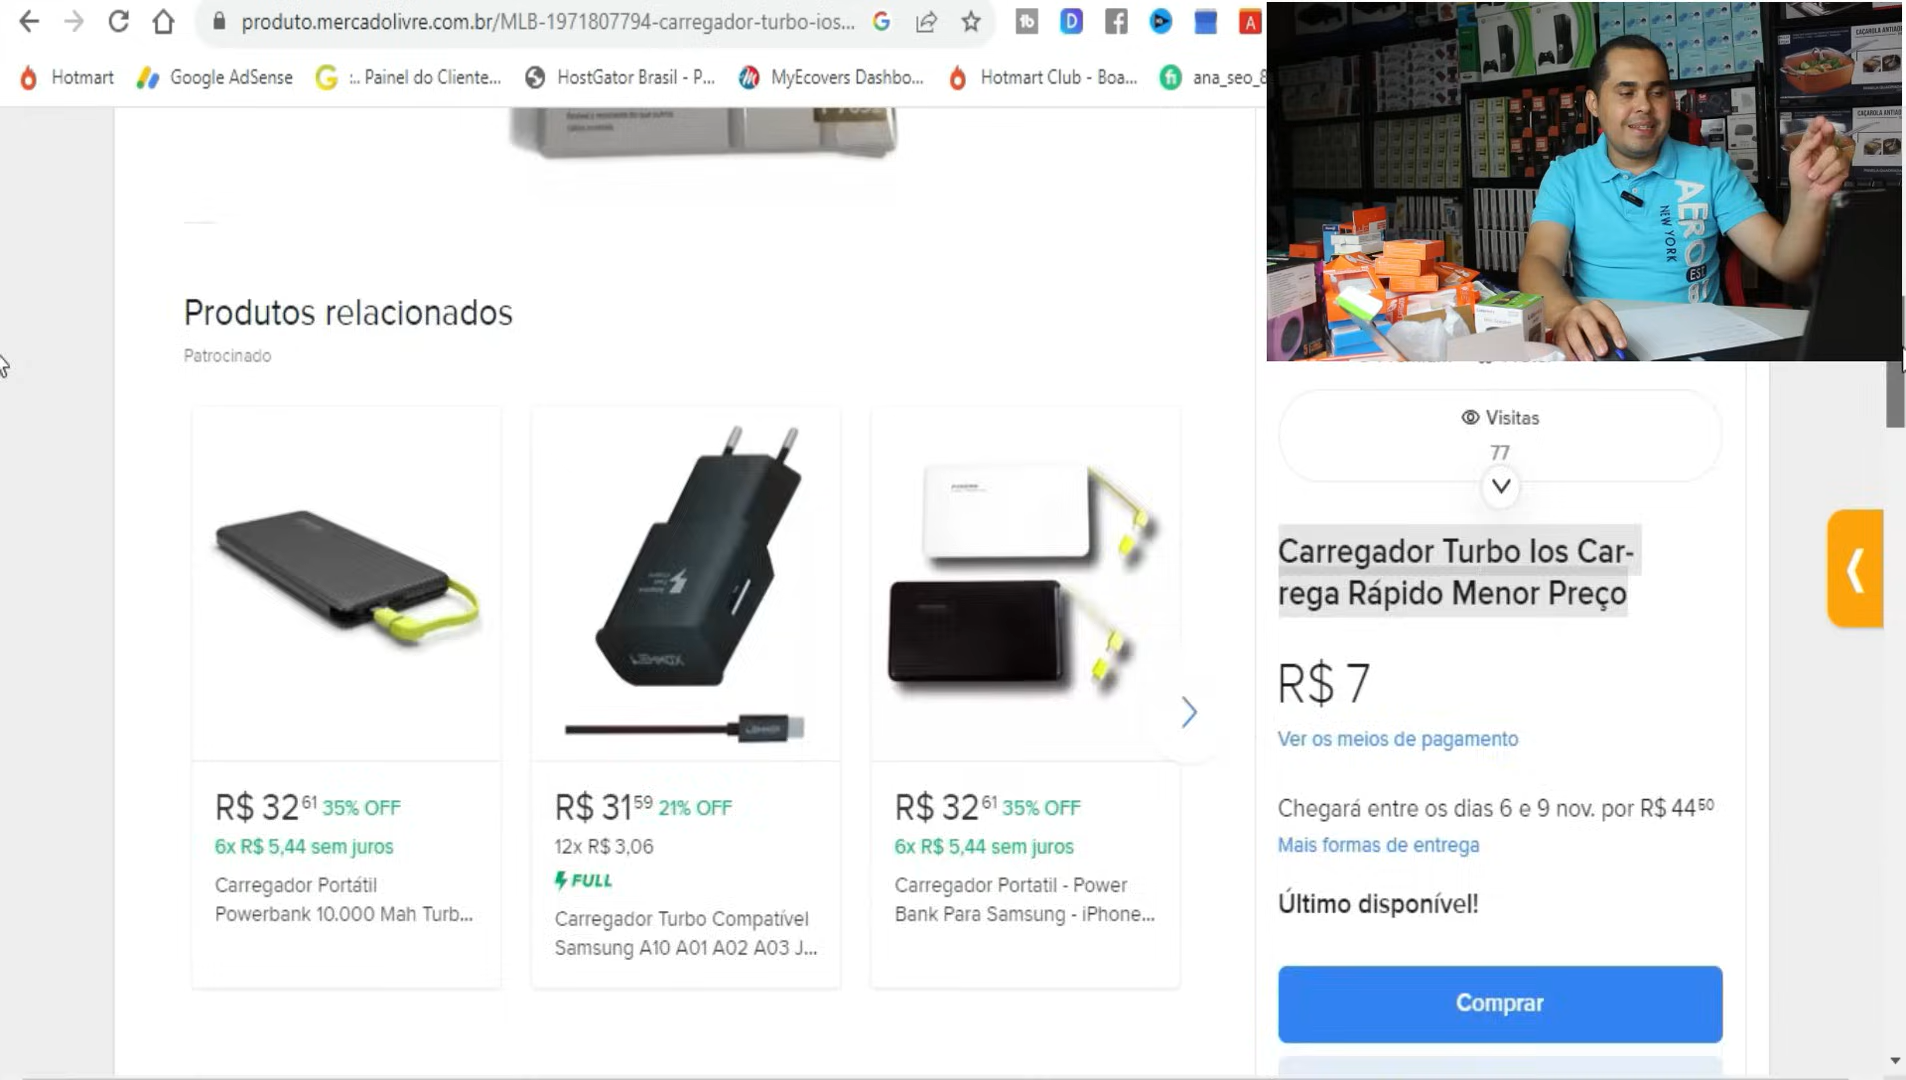 produto.mercadolivre.com.br/MLB-1971807794-carregador-turbo-ios...
Hotmart
Google AdSense
:.. Painel do Cliente...
HostGator Brasil - P...
MyEcovers Dashbo...
Hotmart Club - Boa...
ana_seo_8
Produtos relacionados
Patrocinado
R$ 32 61 35% OFF
6x R$ 5,44 sem juros
Carregador Portátil
Powerbank 10.000 Mah Turb...
R$ 31 59 21% OFF
12x R$ 3,06
FULL
Carregador Turbo Compatível
Samsung A10 A01 A02 A03 J...
R$ 32 61 35% OFF
6x R$ 5,44 sem juros
Carregador Portatil - Power
Bank Para Samsung - iPhone...
CAÇAROLA ANTIAD
AERO
NEW YORK
EST
Visitas
77
Carregador Turbo Ios Car-
rega Rápido Menor Preço
R$ 7
Ver os meios de pagamento
Chegará entre os dias 6 e 9 nov. por R$ 44 50
Mais formas de entrega
Último disponível!
Comprar